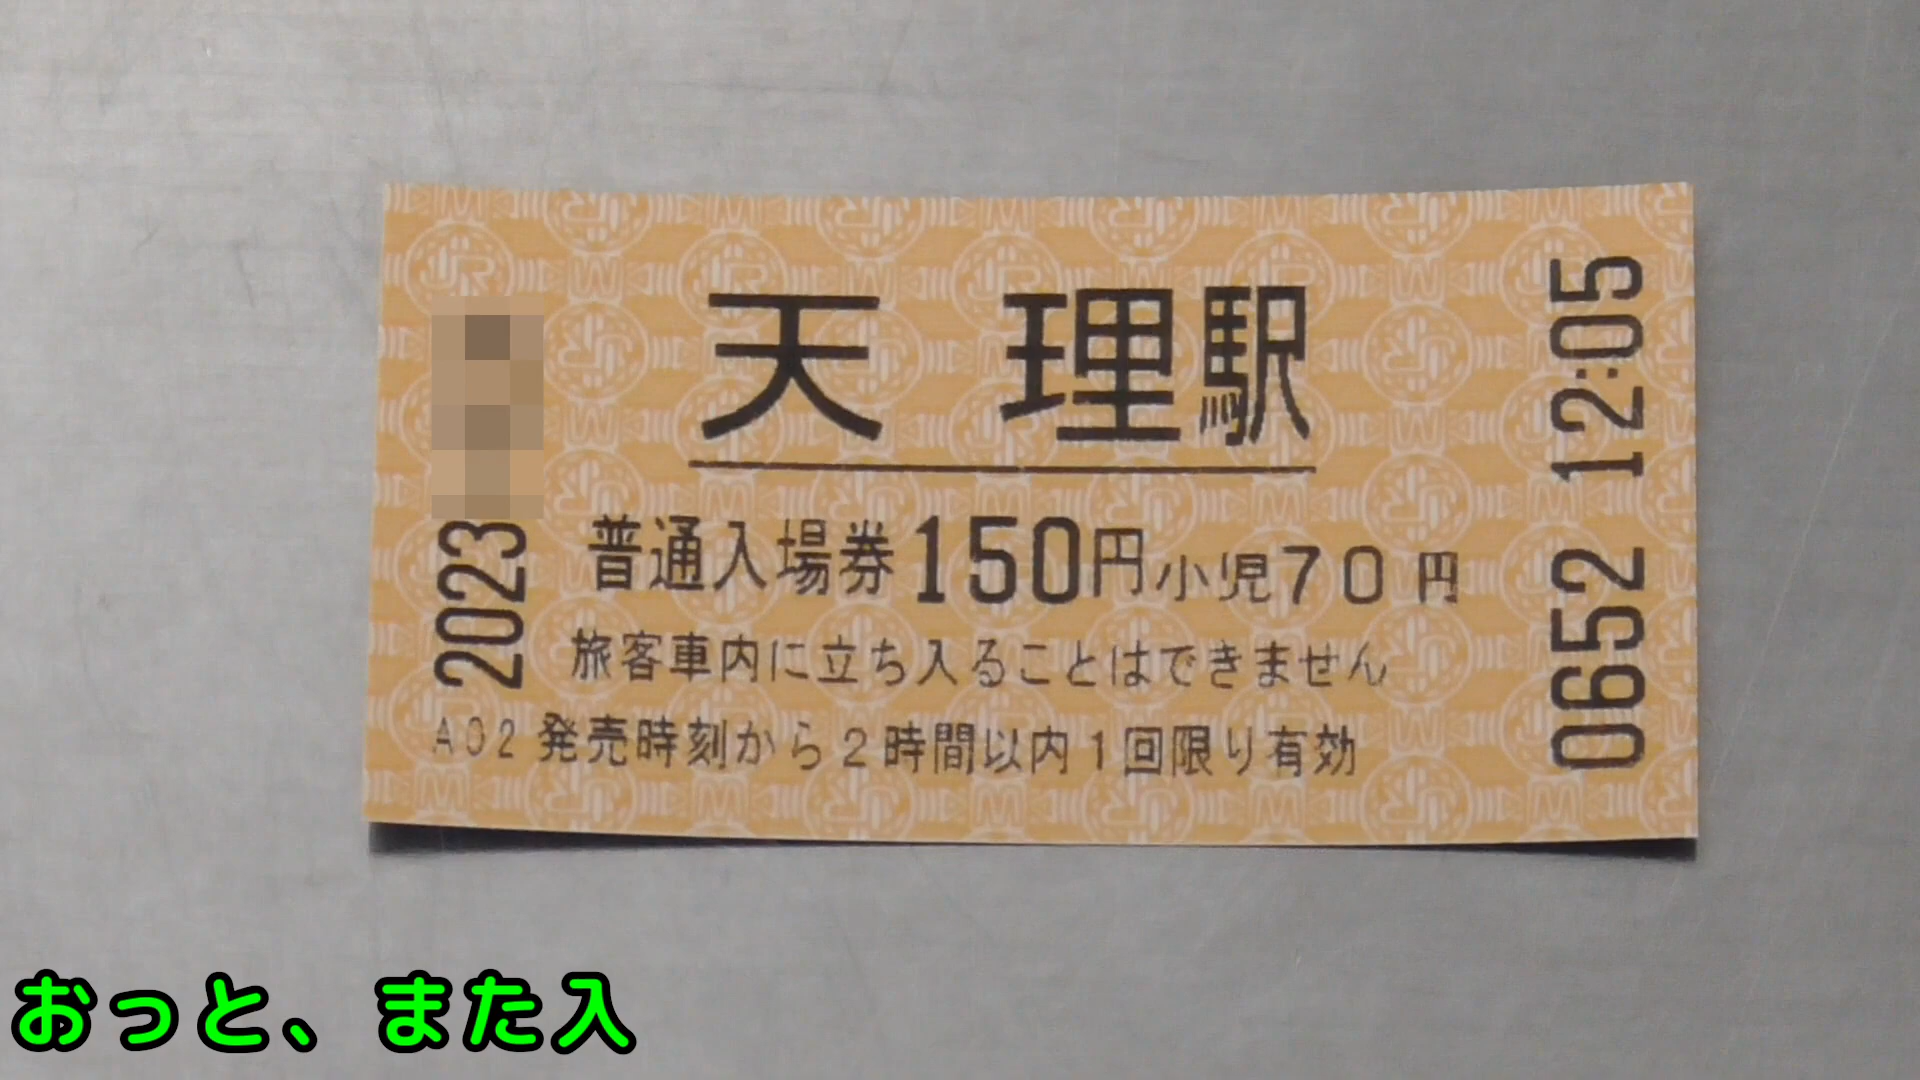 天理駅
2023
普通入場券150円小児70円
旅客車内に立ち入ることはできません
A02発売時刻から2時間以内1回限り有効
0652 12:05
おっと、また入